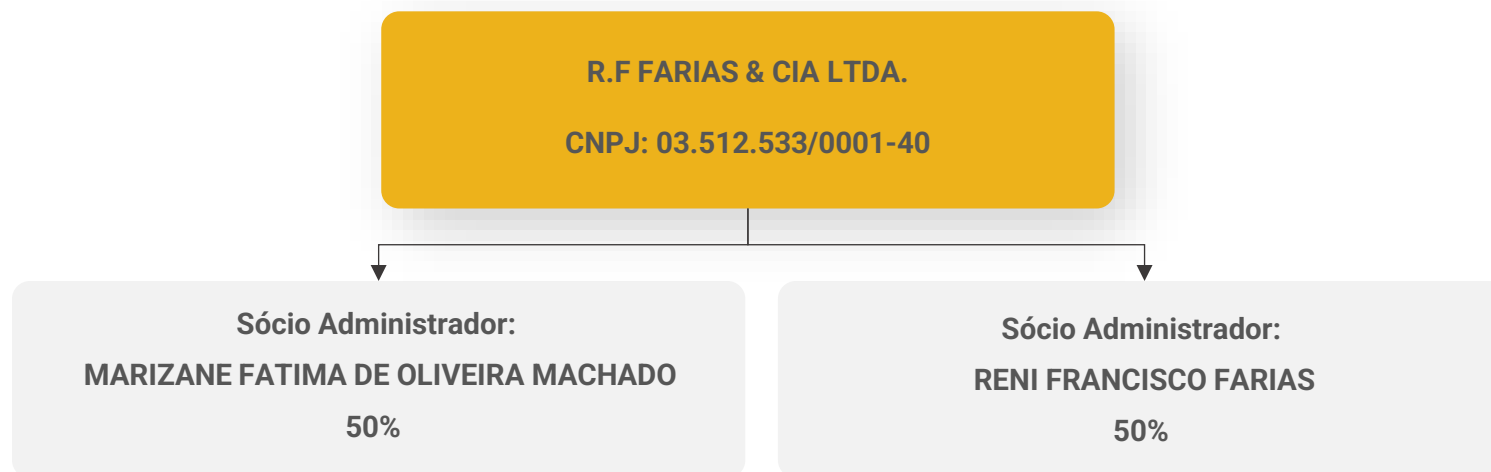 R.F FARIAS & CIA LTDA.
CNPJ: 03.512.533/0001-40
Sócio Administrador:
MARIZANE FATIMA DE OLIVEIRA MACHADO
50%
Sócio Administrador:
RENI FRANCISCO FARIAS
50%